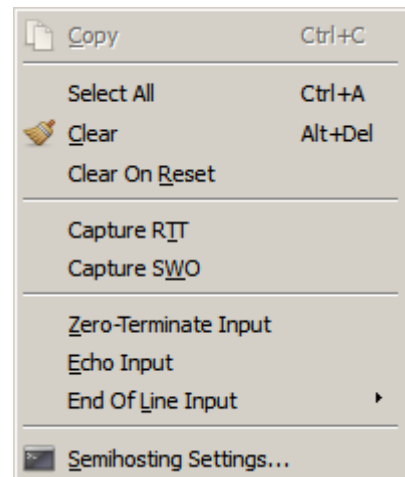 Copy Ctrl+C
Select All Ctrl+A
Clear Alt+Del
Clear On Reset
Capture RTT
Capture SWO
Zero-Terminate Input
Echo Input
End Of Line Input
Semihosting Settings...